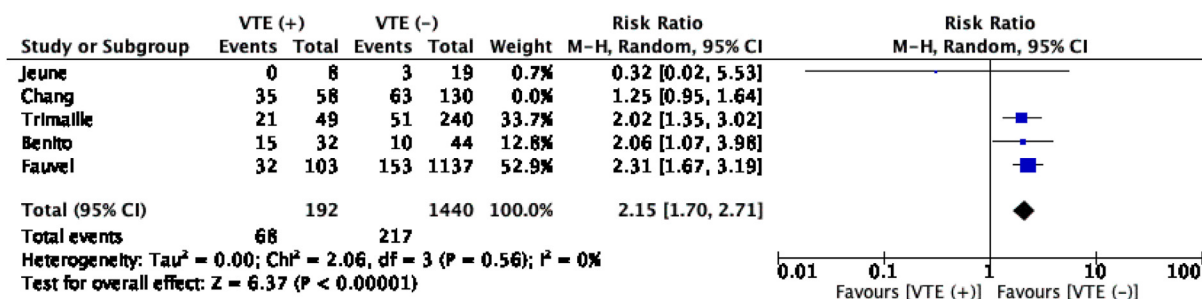 VTE (+) VTE (-) Risk Ratio Risk Ratio
Study or Subgroup Events Total Events Total Weight M-H, Random, 95% CI M-H, Random, 95% CI
Jeune 0 8 3 19 0.7% 0.32 [0.02, 5.53]
Chang 35 58 63 130 0.0% 1.25 [0.95, 1.64]
Trimaille 21 49 51 240 33.7% 2.02 [1.35, 3.02]
Benito 15 32 10 44 12.8% 2.06 [1.07, 3.98]
Fauvel 32 103 153 1137 52.9% 2.31 [1.67, 3.19]
Total (95% CI) 192 1440 100.0% 2.15 [1.70, 2.71]
Total events 68 217
Heterogeneity: Tau² = 0.00; Chi² = 2.06, df = 3 (P = 0.56); I² = 0%
Test for overall effect: Z = 6.37 (P < 0.00001)
0.01 0.1 1 10 100
Favours [VTE (+)] Favours [VTE (-)]